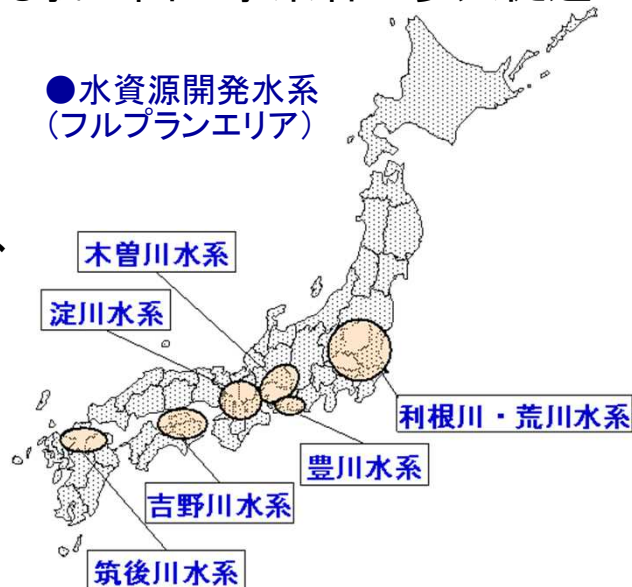 ●水資源開発水系
（フルプランエリア）
木曽川水系
淀川水系
利根川・荒川水系
豊川水系
吉野川水系
筑後川水系